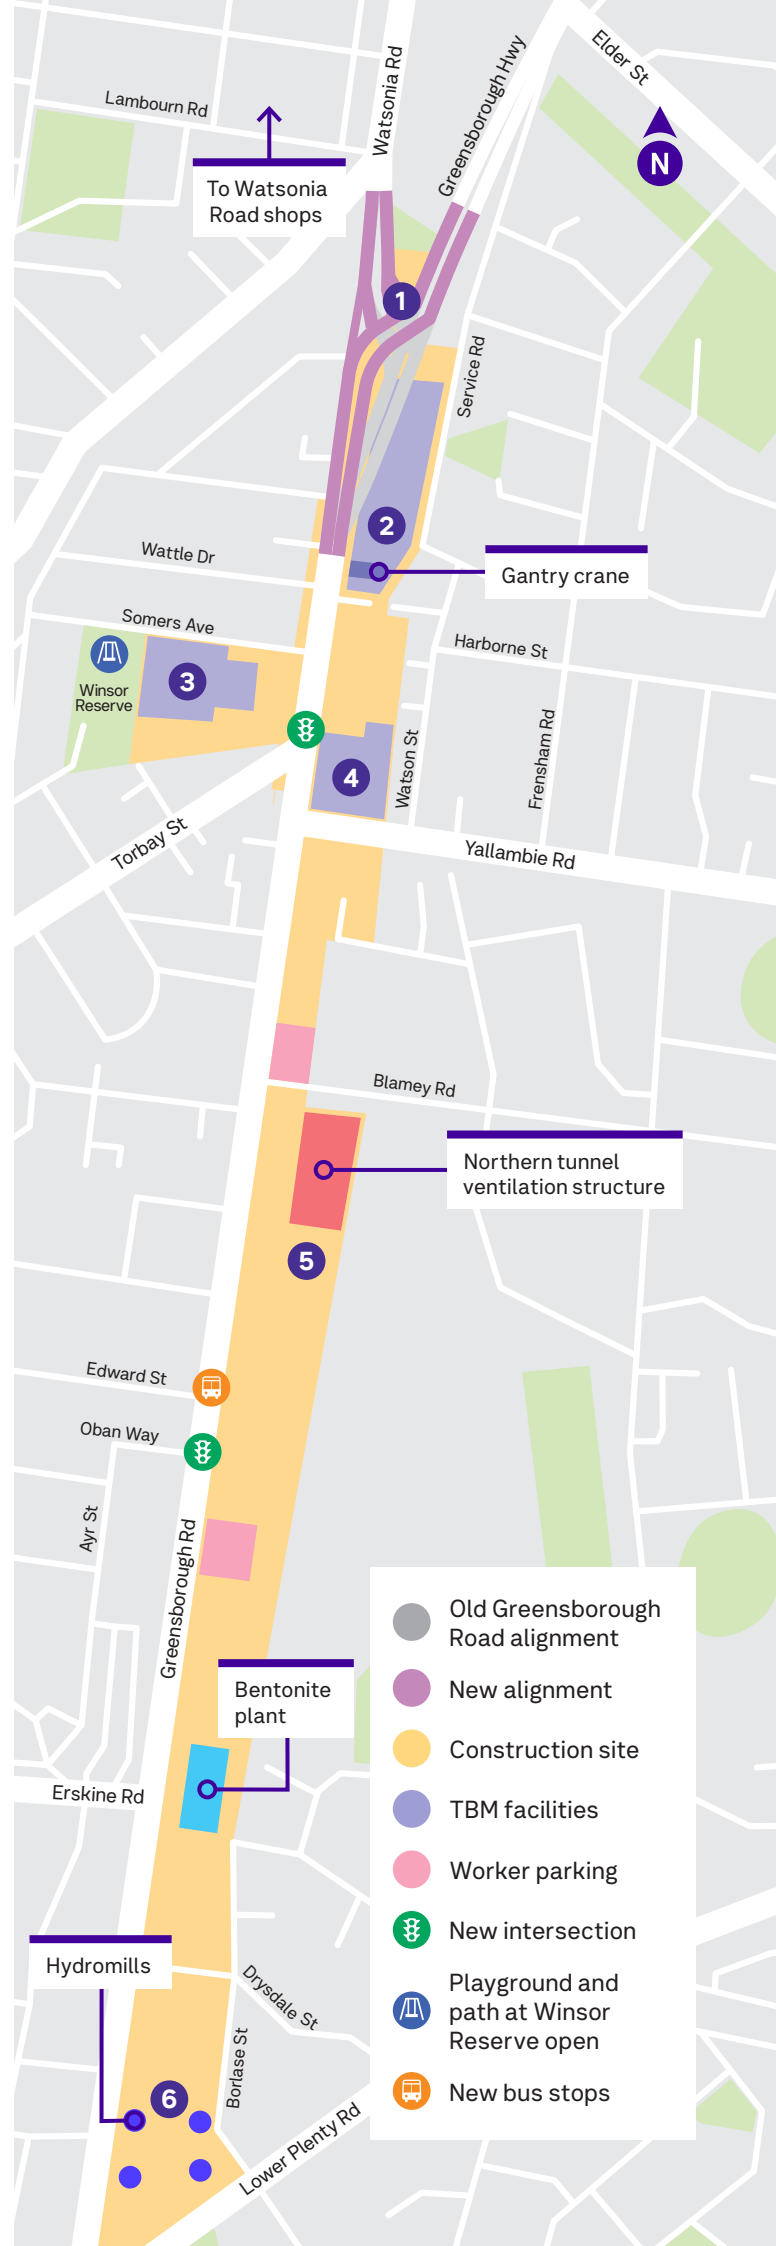 Elder St
Watsonia Rd
Greensborough Hwy
Lambourn Rd
N
To Watsonia
Road shops
1
Service Rd
2
Wattle Dr
Gantry crane
Somers Ave
Harborne St
3
Winsor
Reserve
Frensham Rd
Watson St
4
Torbay St
Yallambie Rd
Blamey Rd
Northern tunnel
ventilation structure
5
Edward St
Oban Way
Ayr St
Greensborough Rd
Old Greensborough
Road alignment
New alignment
Bentonite
plant
Construction site
Erskine Rd
TBM facilities
Worker parking
New intersection
Hydromills
Playground and
path at Winsor
Reserve open
Drysdale St
Borlase St
New bus stops
6
Lower Plenty Rd